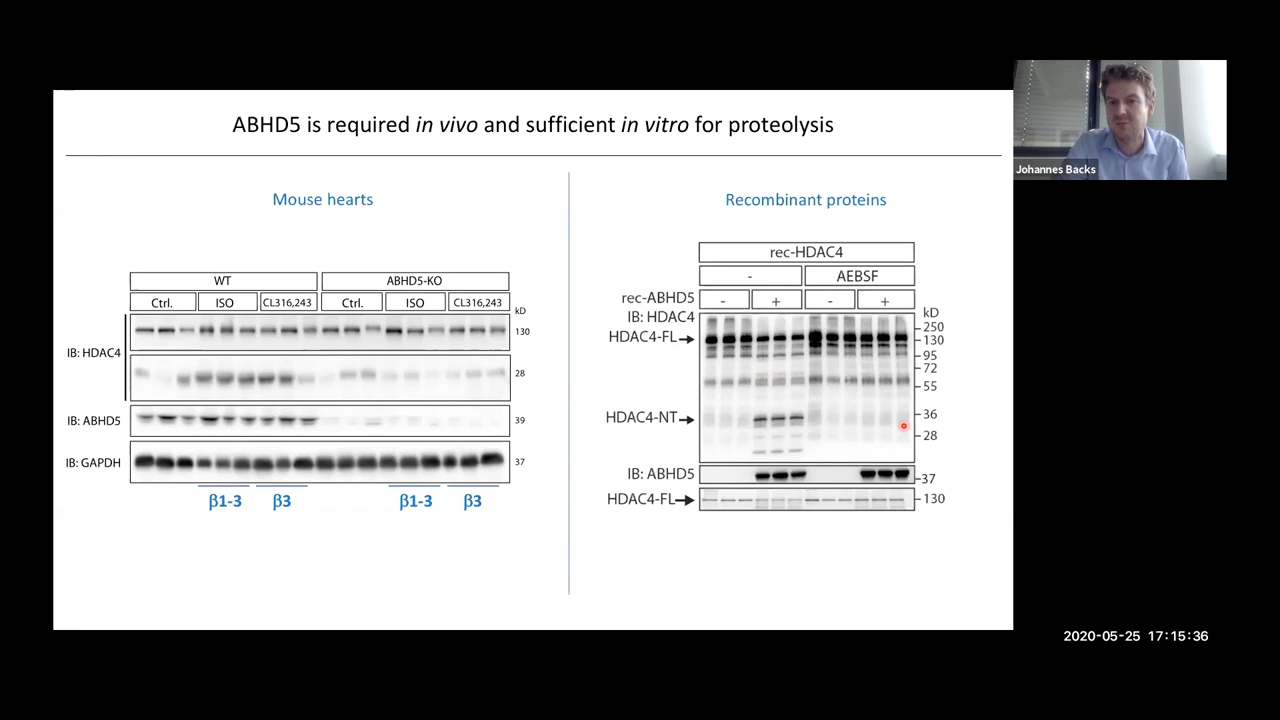 ABHD5 is required in vivo and sufficient in vitro for proteolysis
Johannes Backs
Mouse hearts
WT ABHD5-KO
Ctrl. ISO CL316,243 Ctrl. ISO CL316,243
kD
130
IB: HDAC4
28
IB: ABHD5 39
IB: GAPDH 37
β1-3 β3 β1-3 β3
Recombinant proteins
rec-HDAC4
- AEBSF
rec-ABHD5 - + - +
IB: HDAC4 kD
250
HDAC4-FL 130
95
72
55
HDAC4-NT 36
28
IB: ABHD5 37
HDAC4-FL 130
2020-05-25 17:15:36